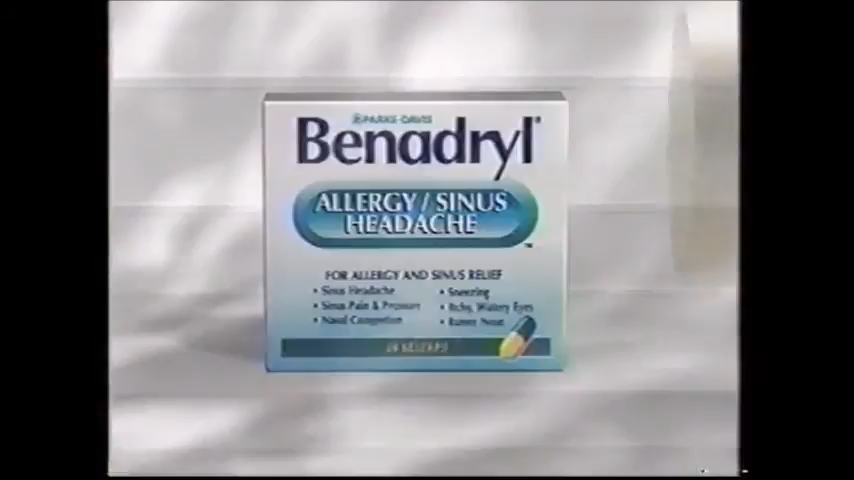 PARKE-DAVIS
Benadryl®
ALLERGY / SINUS
HEADACHE
™
FOR ALLERGY AND SINUS RELIEF
• Sinus Headache
• Sinus Pain & Pressure
• Nasal Congestion
• Sneezing
• Itchy, Watery Eyes
• Runny Nose